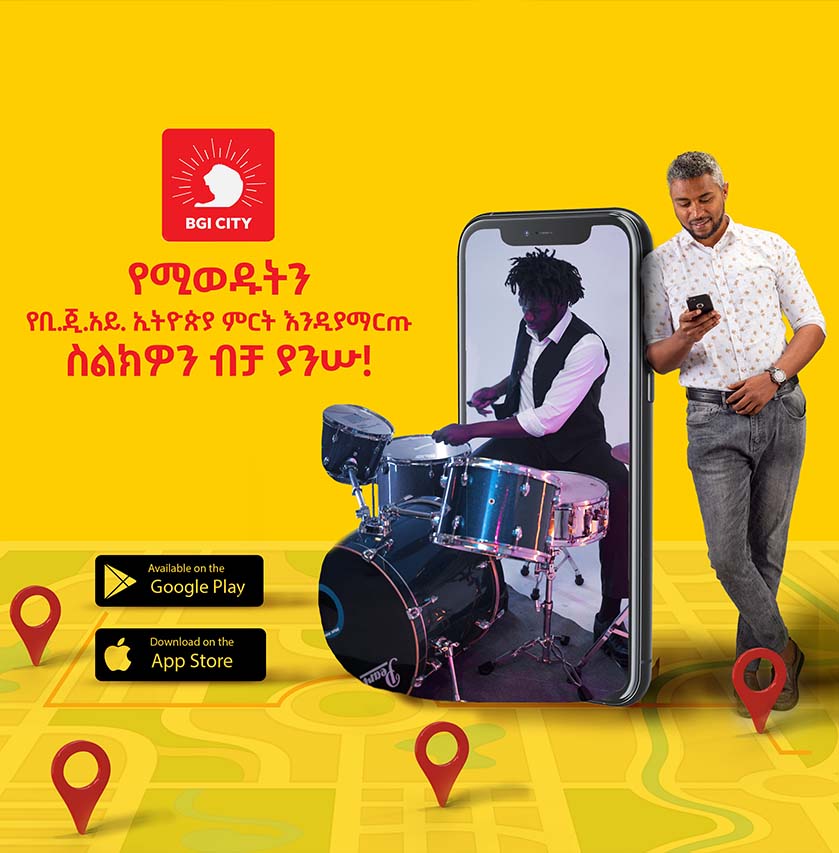 BGI CITY
የሚወዱትን
የቢ.ጂ.አይ. ኢትዮጵያ ምርት እንዲያማርጡ
ስልክዎን ብቻ ያንሡ!
Available on the
Google Play
Download on the
App Store
Pearl